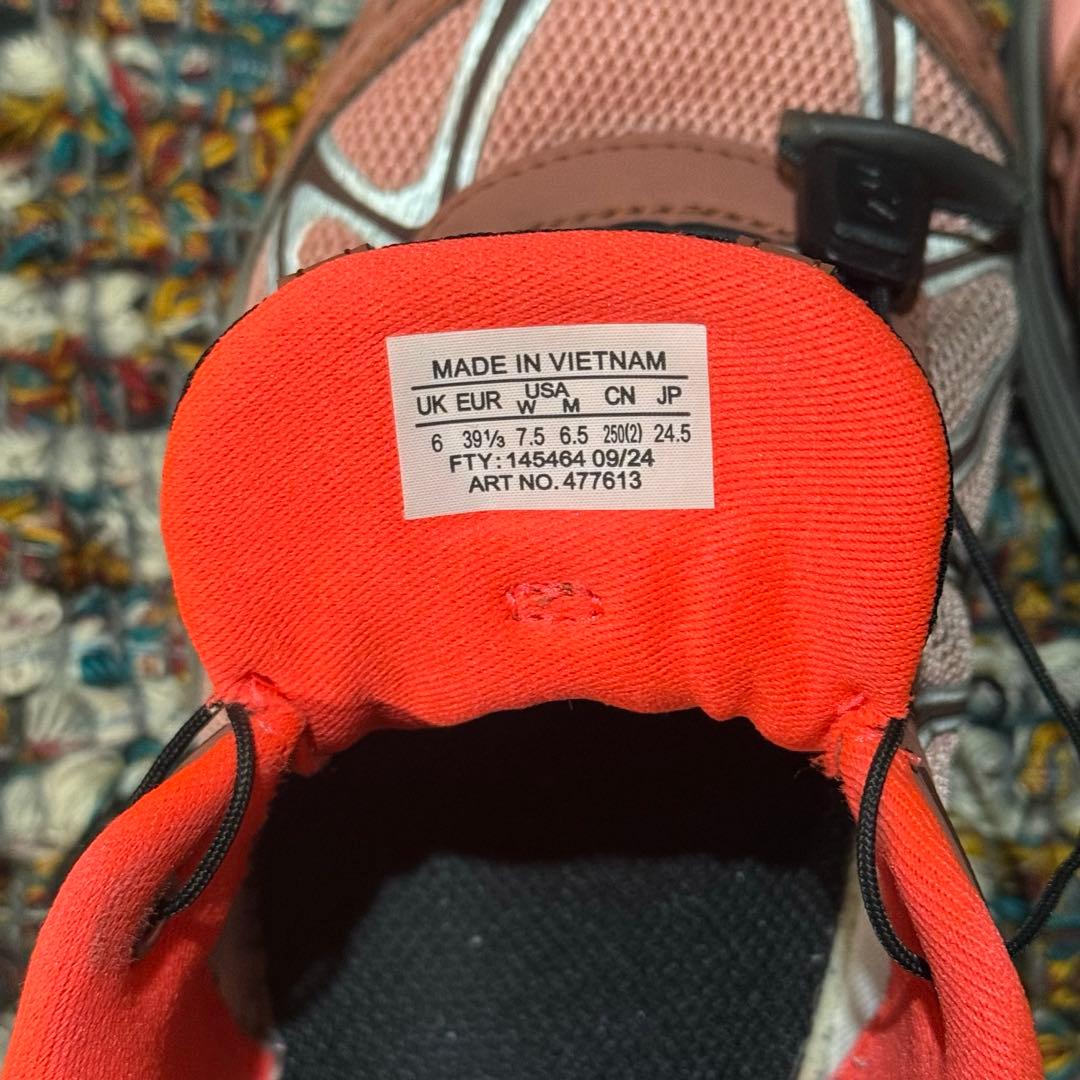 MADE IN VIETNAM
UK EUR USA W M CN JP
6 39⅓ 7.5 6.5 250(2) 24.5
FTY: 145464 09/24
ART NO. 477613